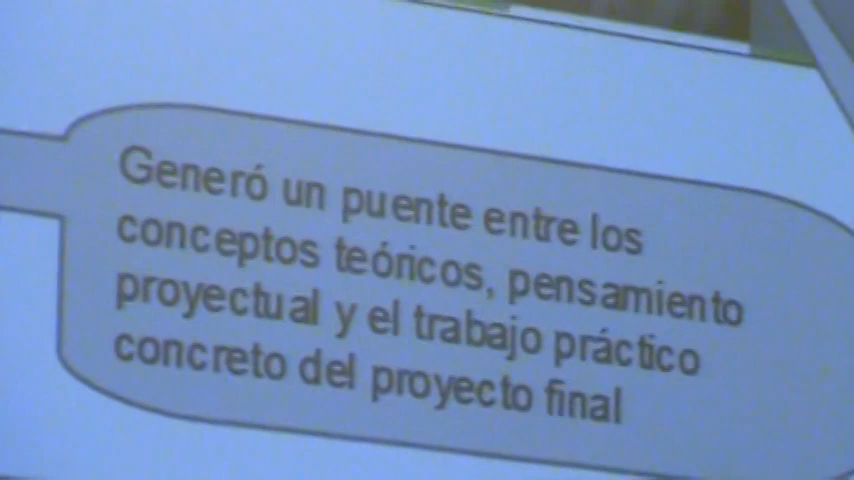 Generó un puente entre los
conceptos teóricos, pensamiento
proyectual y el trabajo práctico
concreto del proyecto final